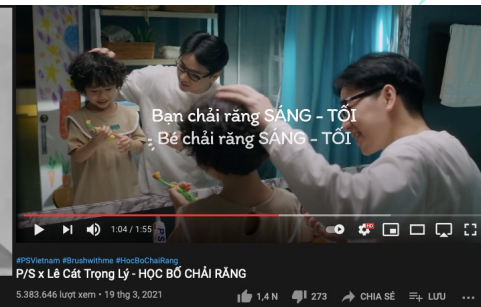 Bạn chải răng SÁNG - TỐI
Bé chải răng SÁNG - TỐI
1:04 / 1:55
HD
#PSVietnam #Brushwithme #HocBoChaiRang
P/S x Lê Cát Trọng Lý - HỌC BỐ CHẢI RĂNG
5.383.646 lượt xem • 19 thg 3, 2021
1,4 N
273
CHIA SẺ
LƯU